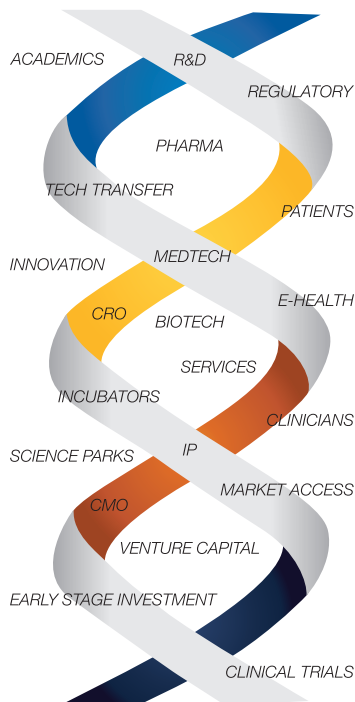 ACADEMICS
R&D
REGULATORY
PHARMA
TECH TRANSFER
PATIENTS
MEDTECH
INNOVATION
E-HEALTH
CRO
BIOTECH
SERVICES
INCUBATORS
CLINICIANS
IP
SCIENCE PARKS
MARKET ACCESS
CMO
VENTURE CAPITAL
EARLY STAGE INVESTMENT
CLINICAL TRIALS